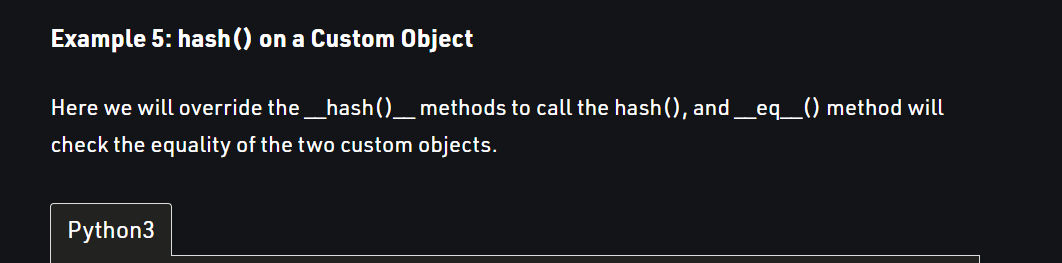 Example 5: hash() on a Custom Object
Here we will override the __hash()__ methods to call the hash(), and __eq__() method will
check the equality of the two custom objects.
Python3